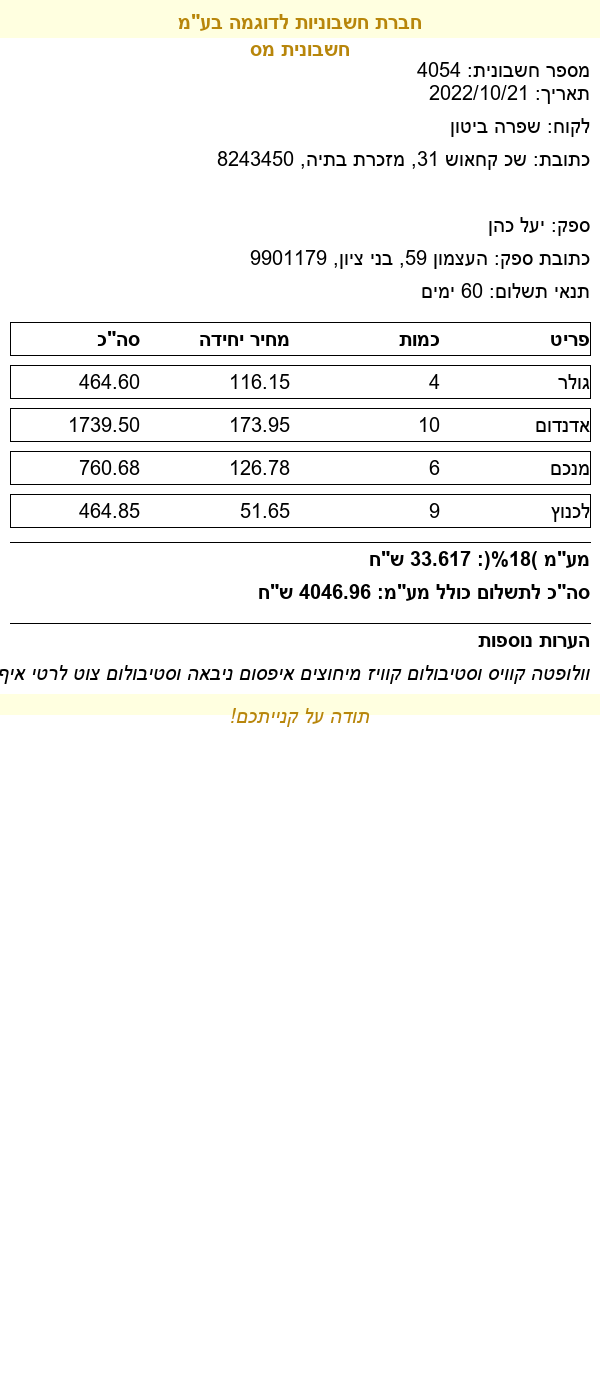 חברת חשבוניות לדוגמה בע"מ
חשבונית מס
מספר חשבונית: 4054
תאריך: 2022/10/21
לקוח: שפרה ביטון
כתובת: שכ קחאוש 31, מזכרת בתיה, 8243450
ספק: יעל כהן
כתובת ספק: העצמון 59, בני ציון, 9901179
תנאי תשלום: 60 ימים
פריט כמות מחיר יחידה סה"כ
גולר 4 116.15 464.60
אדנדום 10 173.95 1739.50
מנכם 6 126.78 760.68
לכנוץ 9 51.65 464.85
מע"מ )18%(: 33.617 ש"ח
סה"כ לתשלום כולל מע"מ: 4046.96 ש"ח
הערות נוספות
וולופטה קוויס וסטיבולום קוויז מיחוצים איפסום ניבאה וסטיבולום צוט לרטי איף
תודה על קנייתכם!